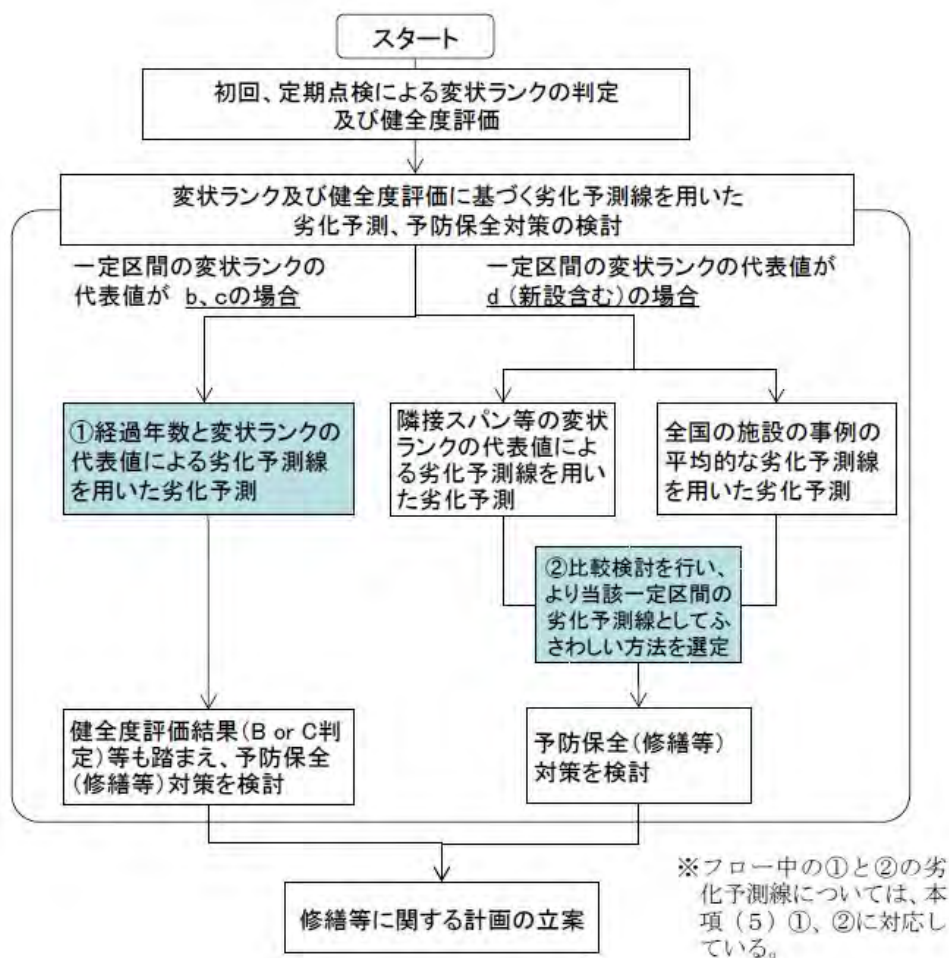 スタート
初回、定期点検による変状ランクの判定
及び健全度評価
変状ランク及び健全度評価に基づく劣化予測線を用いた
劣化予測、予防保全対策の検討
一定区間の変状ランクの
代表値が b、cの場合
一定区間の変状ランクの代表値が
d (新設含む)の場合
①経過年数と変状ランクの
代表値による劣化予測線
を用いた劣化予測
隣接スパン等の変状
ランクの代表値によ
る劣化予測線を用い
た劣化予測
全国の施設の事例の
平均的な劣化予測線
を用いた劣化予測
②比較検討を行い、
より当該一定区間の
劣化予測線としてふ
さわしい方法を選定
健全度評価結果(B or C判
定)等も踏まえ、予防保全
(修繕等)対策を検討
予防保全(修繕等)
対策を検討
修繕等に関する計画の立案
※フロー中の①と②の劣
化予測線については、本
項(5)①、②に対応し
ている。